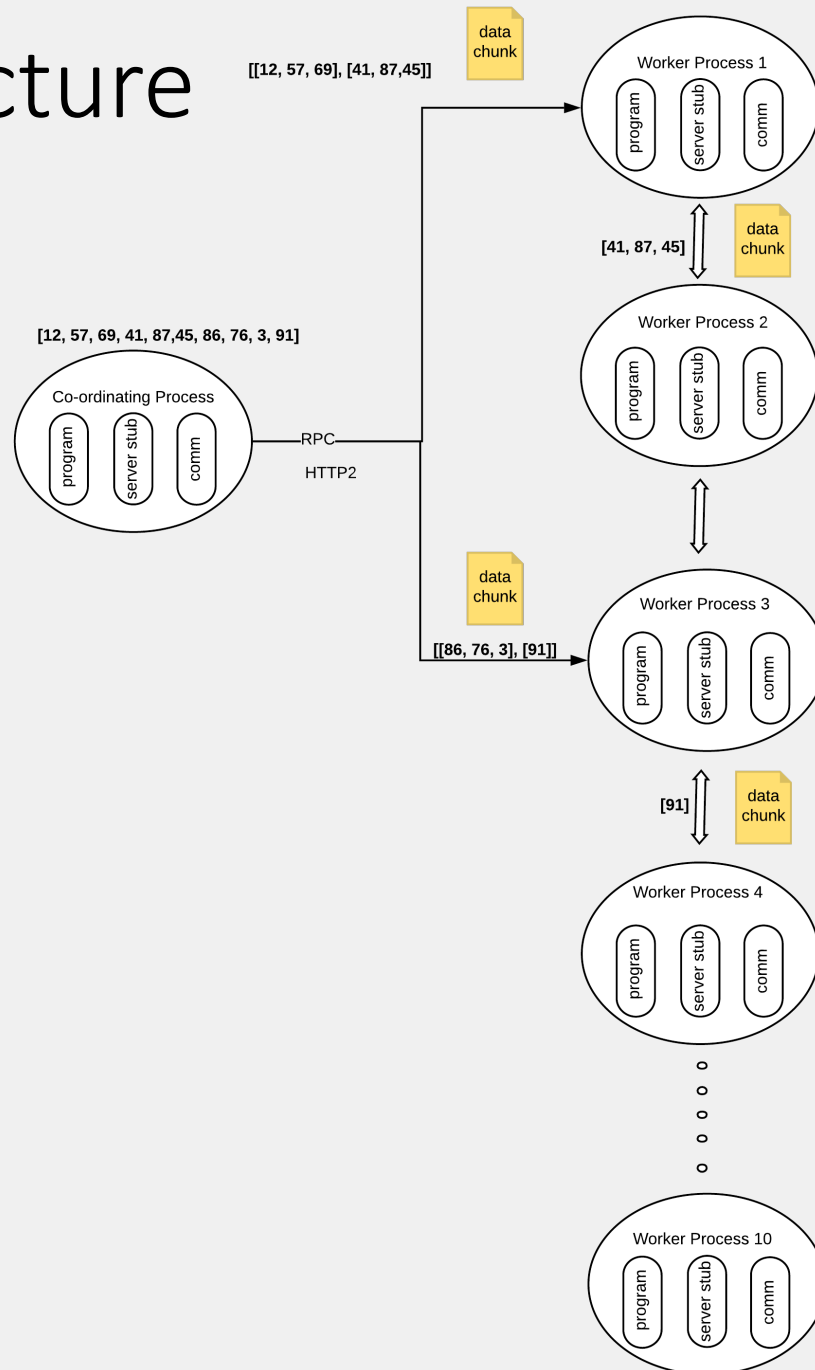 cture
[[12, 57, 69], [41, 87,45]]
data
chunk
Worker Process 1
program
server stub
comm
[41, 87, 45]
data
chunk
Worker Process 2
program
server stub
comm
[12, 57, 69, 41, 87,45, 86, 76, 3, 91]
Co-ordinating Process
program
server stub
comm
RPC
HTTP2
data
chunk
[[86, 76, 3], [91]]
Worker Process 3
program
server stub
comm
[91]
data
chunk
Worker Process 4
program
server stub
comm
o
o
o
o
o
Worker Process 10
program
server stub
comm